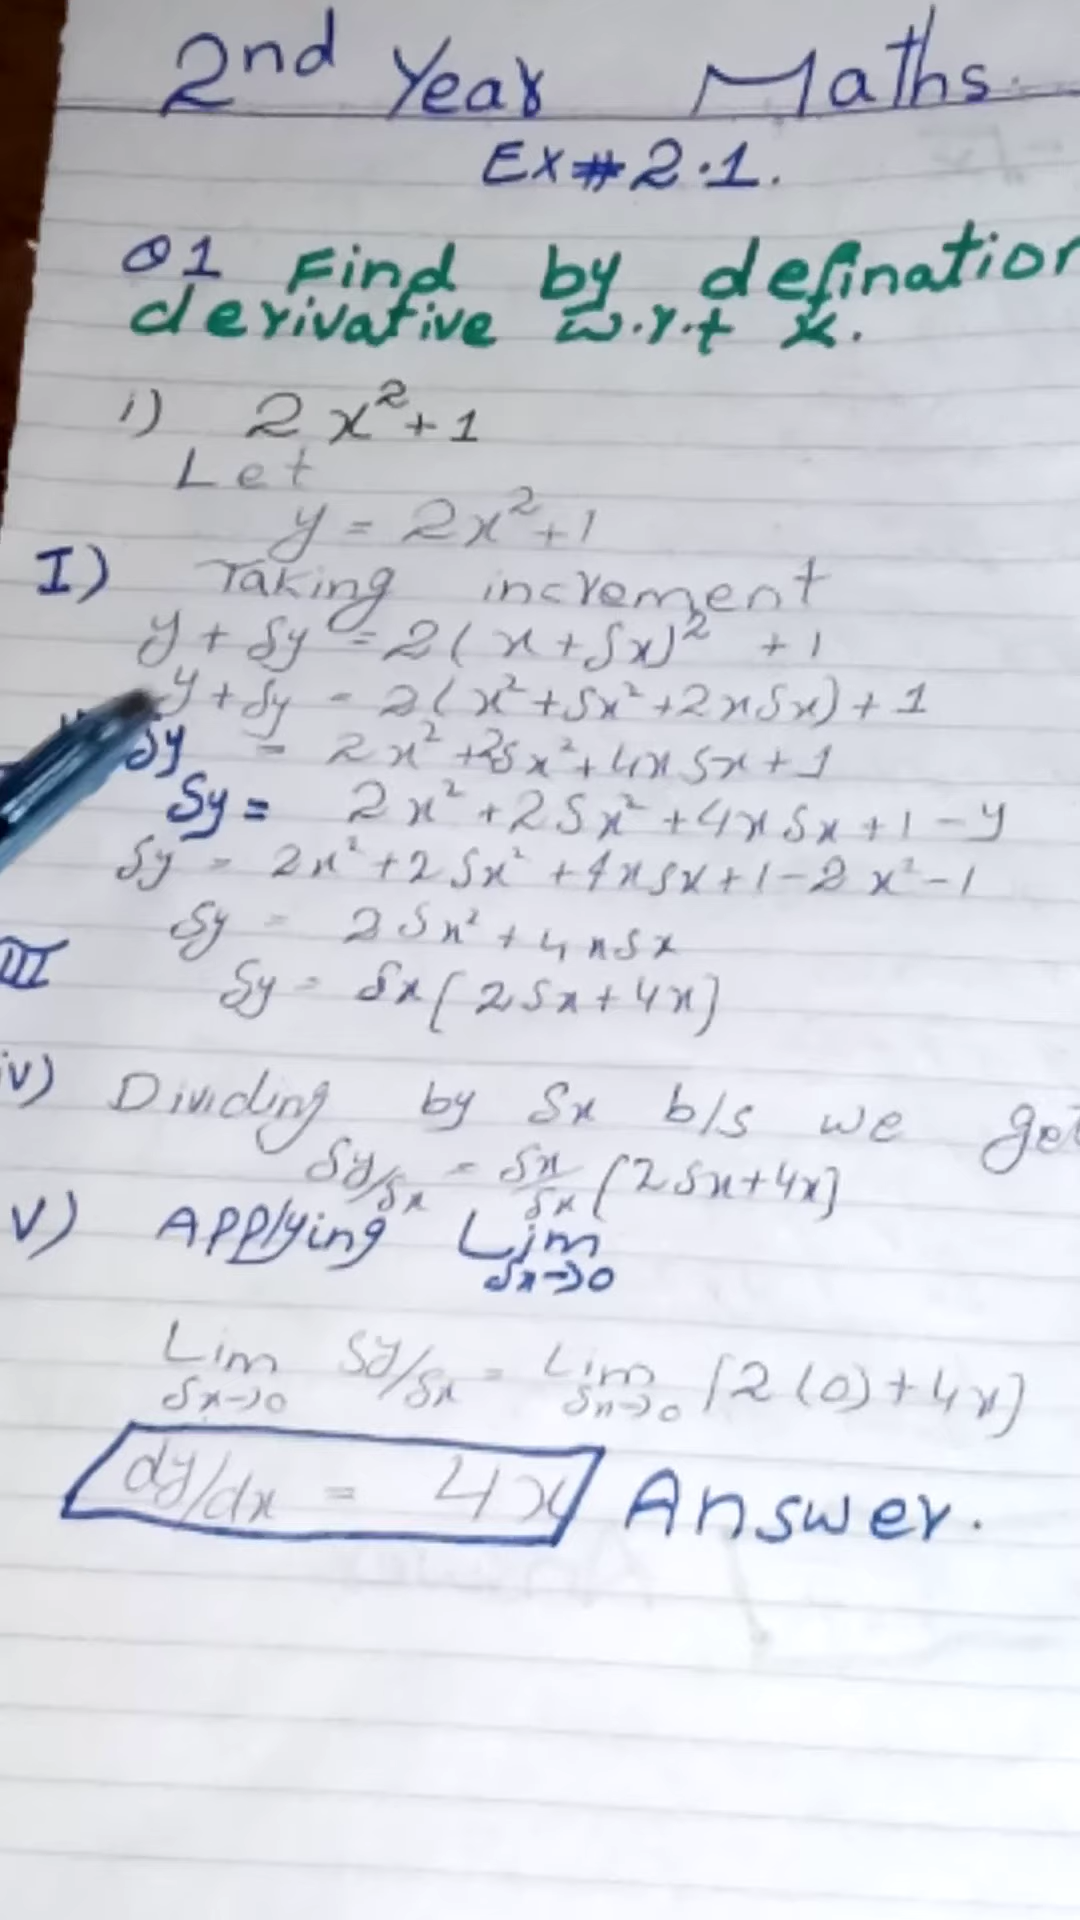 2nd Year Maths
Ex# 2.1.
Q1 Find by defination
derivative w.r.t x.
i) 2x²+1
Let
y = 2x²+1
I) Taking increment
y + δy = 2(x+δx)² + 1
y + δy = 2(x²+δx²+2xδx)+1
δy = 2x²+2δx²+4xδx+1
δy = 2x²+2δx²+4xδx+1-y
δy = 2x²+2δx²+4xδx+1-2x²-1
δy = 2δx²+4xδx
III δy = δx[2δx+4x]
iv) Dividing by δx b/s we get
δy/δx = δx/δx [2δx+4x]
V) Applying Lim δx→0
Lim δx→0 δy/δx = Lim δx→0 [2(0)+4x]
dy/dx = 4x Answer.